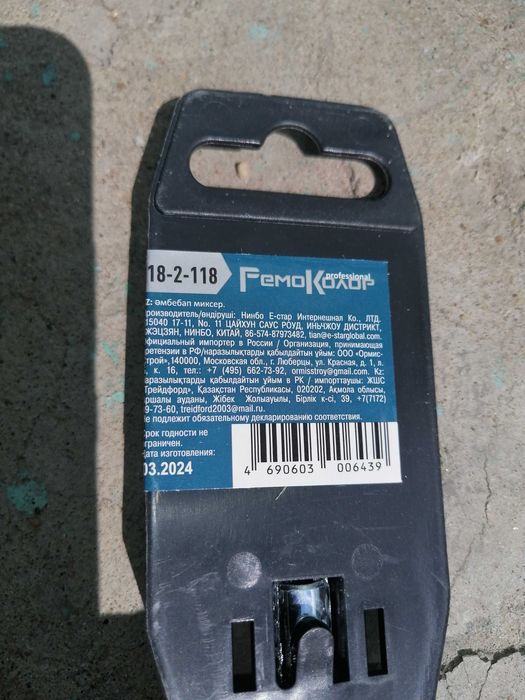 18-2-118
РемоКолор
professional
Z: әмбебап миксер.
роизводитель/өндіруші: Нинбо Е-стар Интернешнал Ко., ЛТД.
15040 17-11, No. 11 ЦАЙХУН САУС РОУД, ИНЬЧЖОУ ДИСТРИКТ,
ЖЭЦЗЯН, НИНБО, КИТАЙ, 86-574-87973482, tian@e-starglobal.com.
фициальный импортер в России / Организация, принимающая
ретензии в РФ/наразылықтарды қабылдайтын ұйым: ООО «Ормис-
строй»,140000, Московская обл., г. Люберцы, ул. Красная, д. 1, л.
, к. 16, тел.: +7 (495) 662-73-92, ormisstroy@gmail.com. Kz:
аразылықтарды қабылдайтын ұйым в РК / импорттаушы: ЖШС
Трейдфорд», Қазақстан Республикасы, 020202, Ақмола облысы,
ршалы ауданы, Жібек Жолыауылы, Бірлік к-сі, 39, +7(7172)
9-73-60, treidford2003@mail.ru.
Не подлежит обязательному декларированию соответствия.
Срок годности не
граничен.
Дата изготовления:
03.2024
4 690603 006439